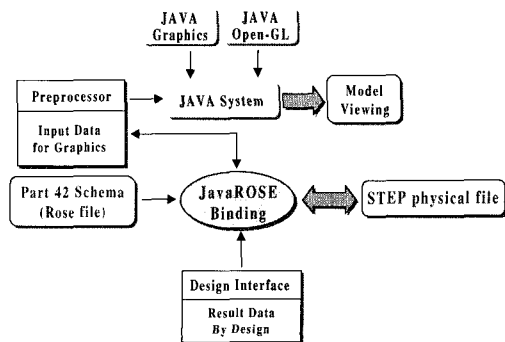 JAVA
Graphics
JAVA
Open-GL
Preprocessor
JAVA System
Model
Viewing
Input Data
for Graphics
Part 42 Schema
(Rose file)
JavaROSE
Binding
STEP physical file
Design Interface
Result Data
By Design